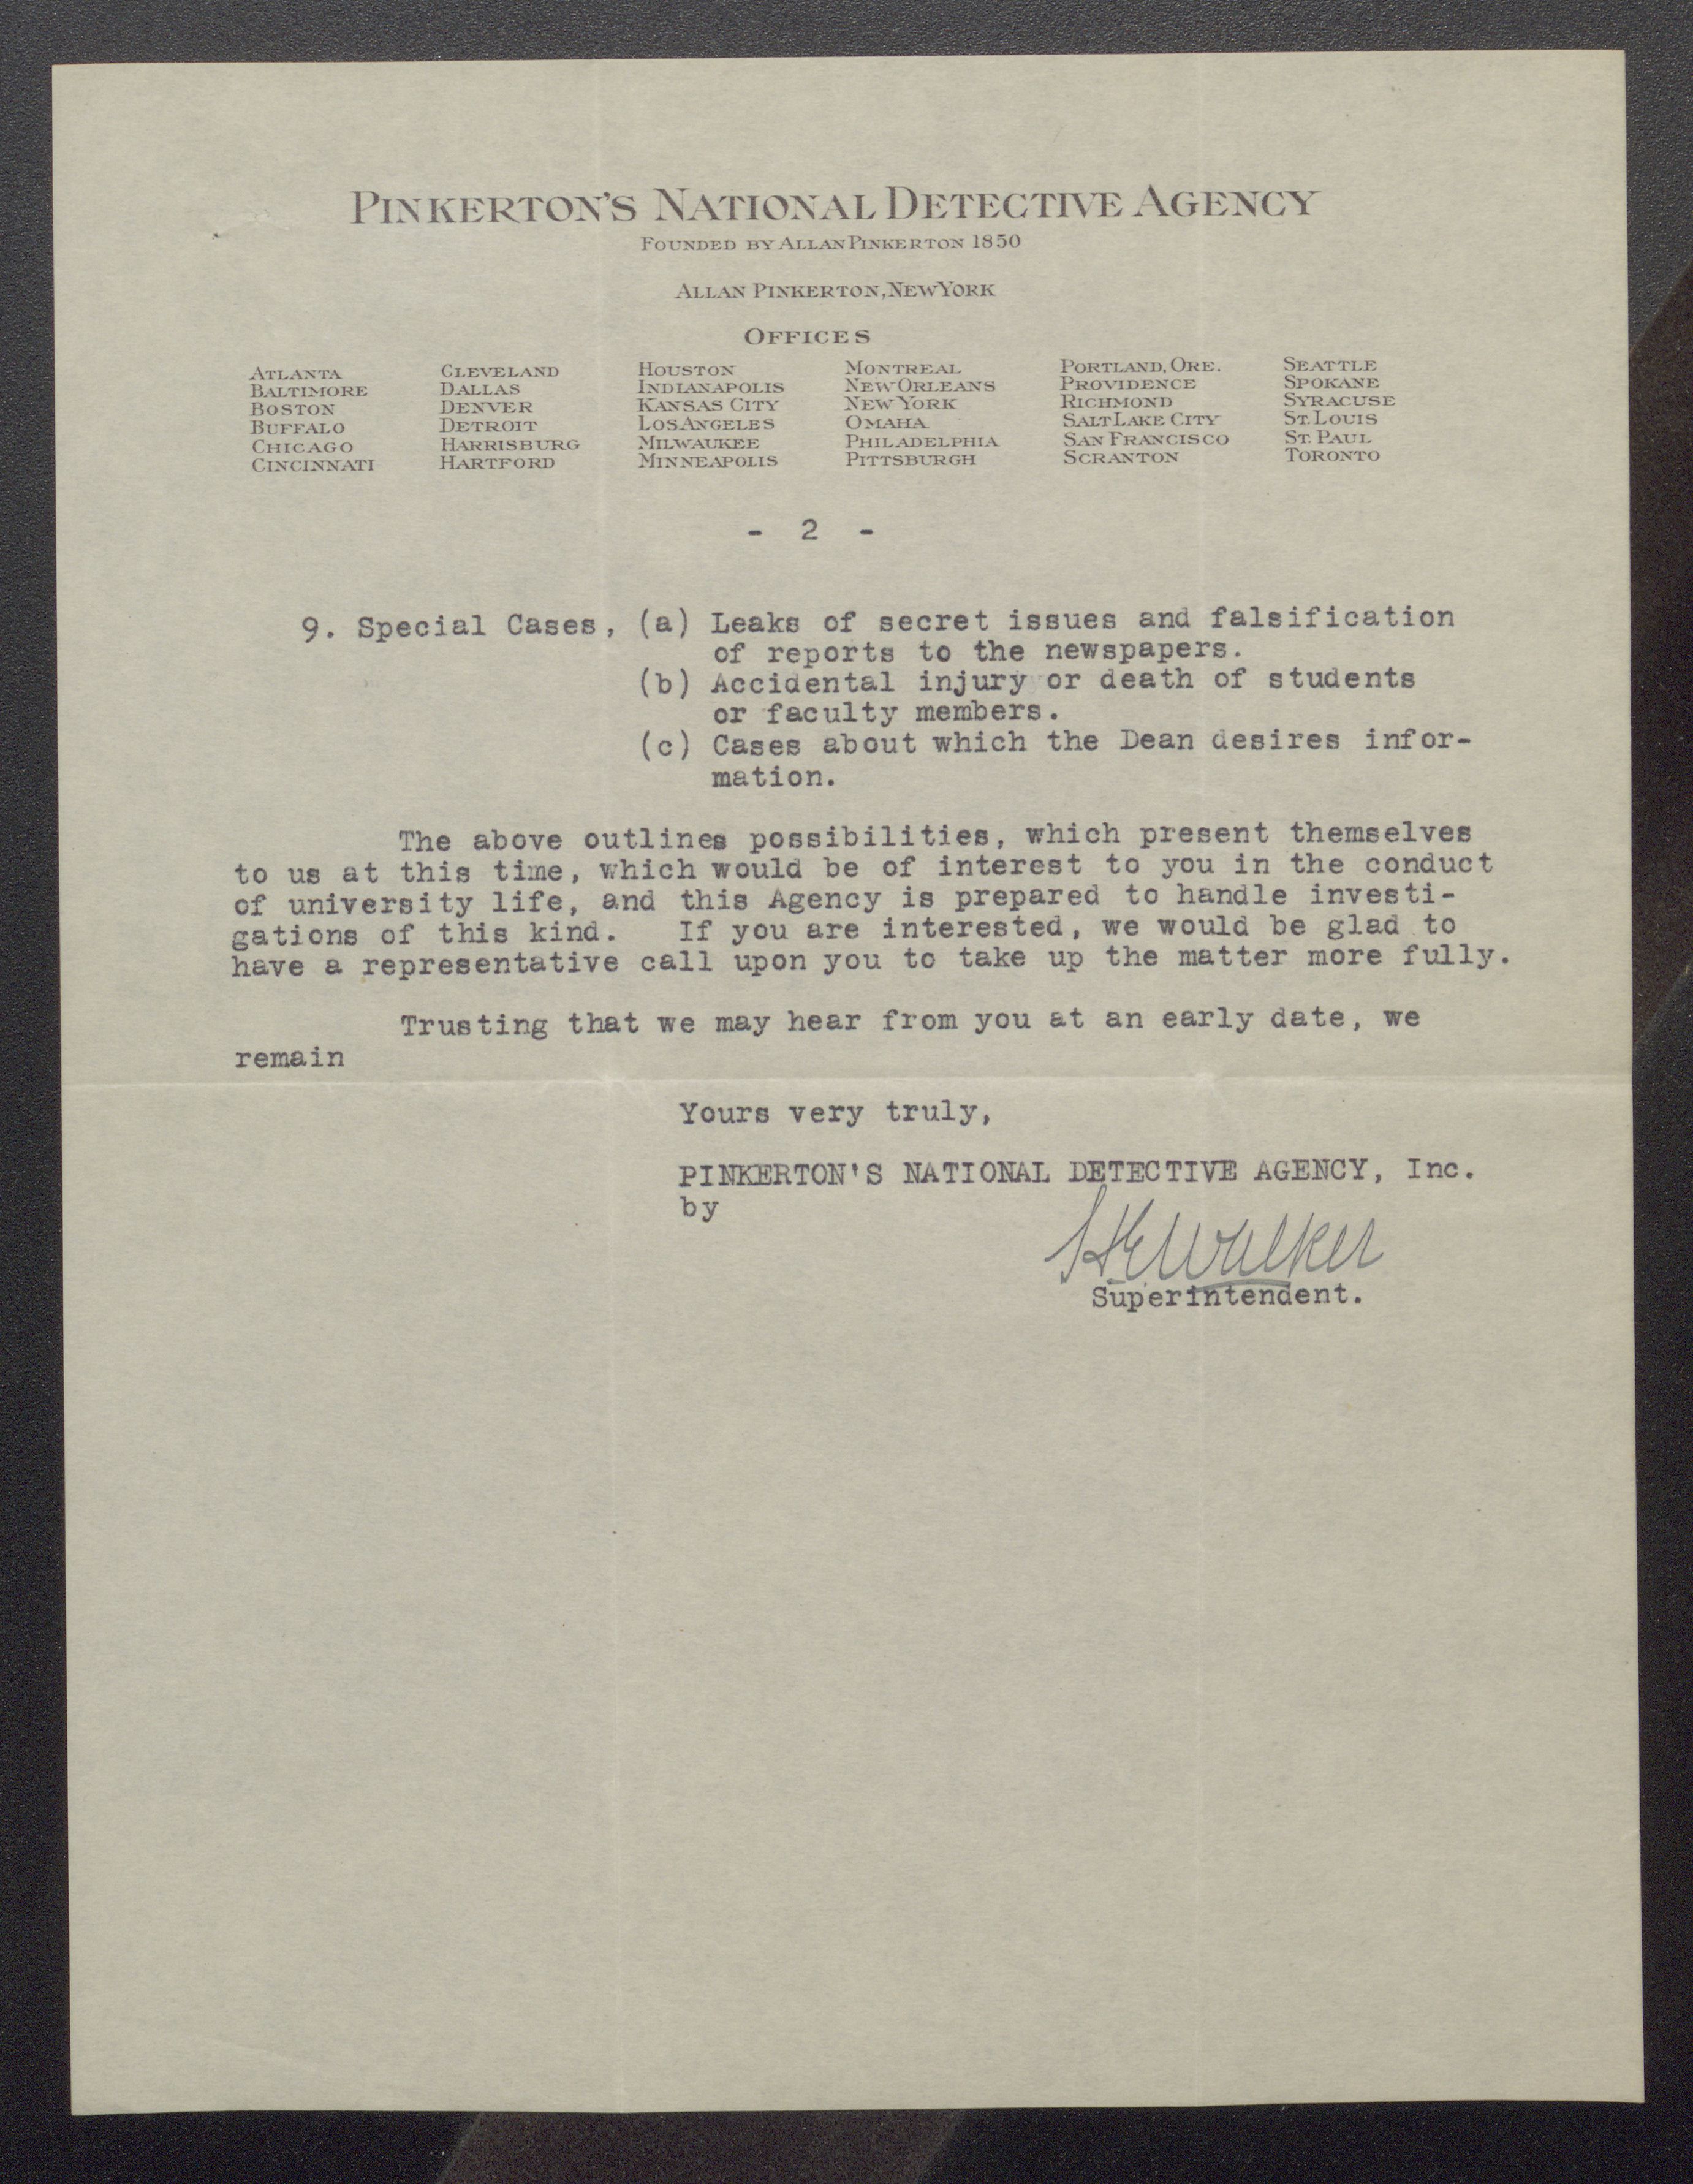 PINKERTON'S NATIONAL DETECTIVE AGENCY
FOUNDED BY ALLAN PINKERTON 1850
ALLAN PINKERTON, NEW YORK
OFFICES
ATLANTA CLEVELAND HOUSTON MONTREAL PORTLAND, ORE. SEATTLE
BALTIMORE DALLAS INDIANAPOLIS NEW ORLEANS PROVIDENCE SPOKANE
BOSTON DENVER KANSAS CITY NEW YORK RICHMOND SYRACUSE
BUFFALO DETROIT LOS ANGELES OMAHA SALT LAKE CITY ST. LOUIS
CHICAGO HARRISBURG MILWAUKEE PHILADELPHIA SAN FRANCISCO ST. PAUL
CINCINNATI HARTFORD MINNEAPOLIS PITTSBURGH SCRANTON TORONTO
- 2 -
9. Special Cases, (a) Leaks of secret issues and falsification
of reports to the newspapers.
(b) Accidental injury or death of students
or faculty members.
(c) Cases about which the Dean desires infor-
mation.
The above outlines possibilities, which present themselves
to us at this time, which would be of interest to you in the conduct
of university life, and this Agency is prepared to handle investi-
gations of this kind. If you are interested, we would be glad to
have a representative call upon you to take up the matter more fully.
Trusting that we may hear from you at an early date, we
remain
Yours very truly,
PINKERTON'S NATIONAL DETECTIVE AGENCY, Inc.
by
Walker
Superintendent.